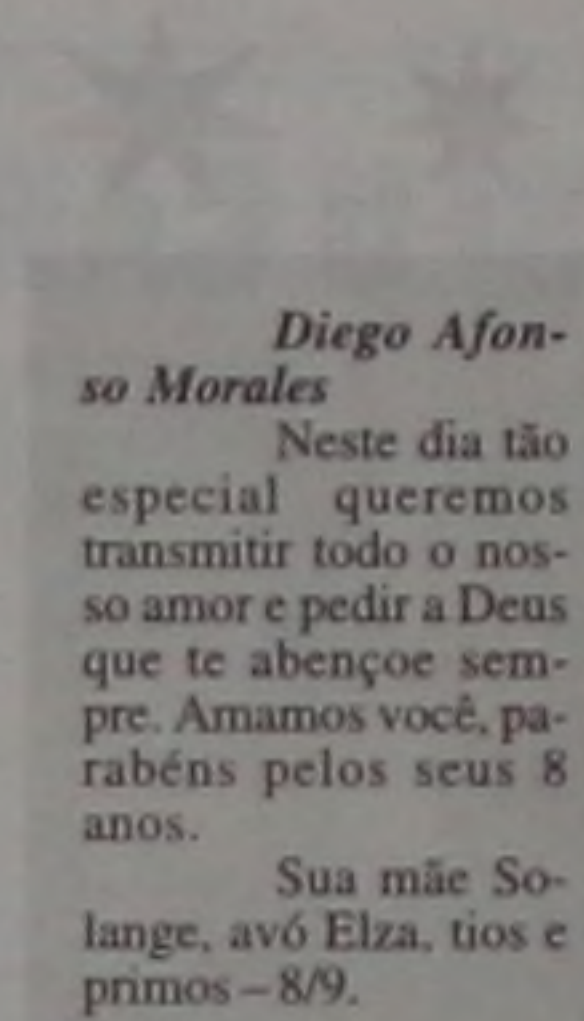 Diego Afon-
so Morales
Neste dia tão
especial queremos
transmitir todo o nos-
so amor e pedir a Deus
que te abençoe sem-
pre. Amamos você, pa-
rabéns pelos seus 8
anos.
Sua mãe So-
lange, avó Elza, tios e
primos – 8/9.